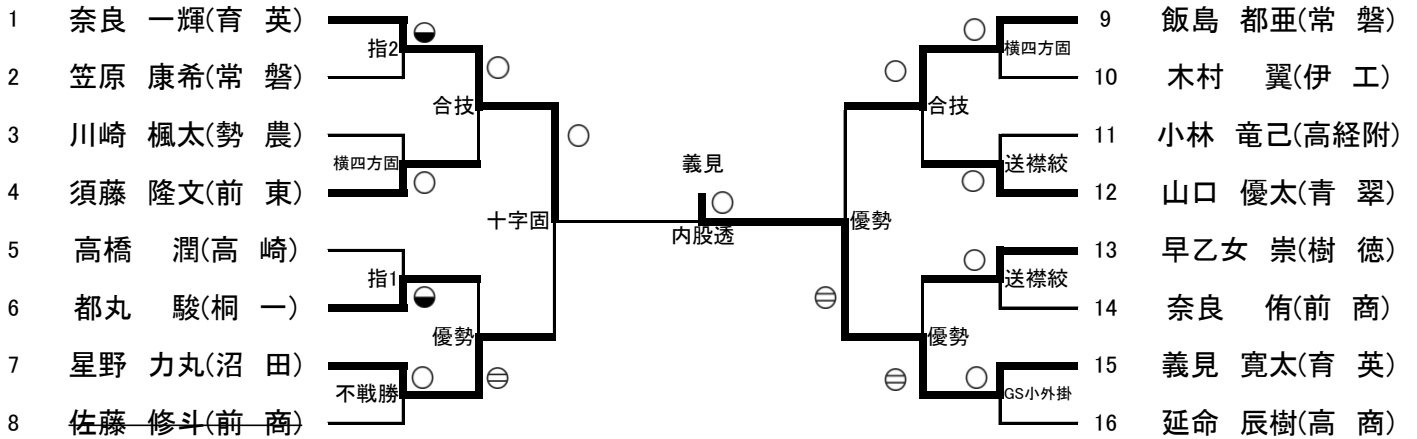 1 奈良 一輝(育 英)
指2
2 笠原 康希(常 磐)
合技
3 川崎 楓太(勢 農)
横四方固
4 須藤 隆文(前 東)
十字固
5 高橋 潤(高 崎)
指1
6 都丸 駿(桐 一)
優勢
7 星野 力丸(沼 田)
不戦勝
8 佐藤 修斗(前 商)
義見
内股透
9 飯島 都亜(常 磐)
横四方固
10 木村 翼(伊 工)
合技
11 小林 竜己(高経附)
送襟絞
12 山口 優太(青 翠)
優勢
13 早乙女 崇(樹 徳)
送襟絞
14 奈良 侑(前 商)
優勢
15 義見 寛太(育 英)
GS小外掛
16 延命 辰樹(高 商)